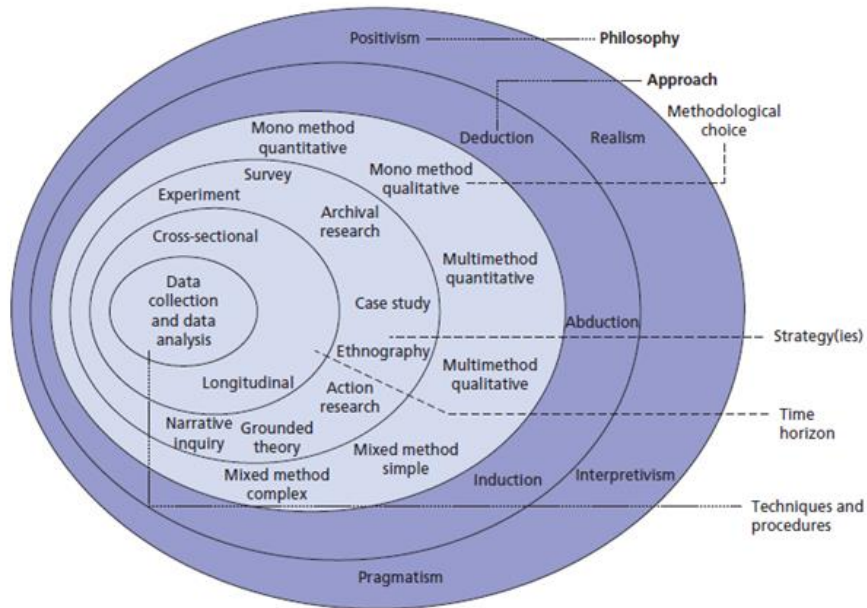 Positivism
Philosophy
Approach
Methodological
choice
Mono method
quantitative
Deduction
Realism
Survey
Mono method
qualitative
Experiment
Archival
research
Cross-sectional
Multimethod
quantitative
Data
collection
and data
analysis
Case study
Abduction
Strategy(ies)
Ethnography
Multimethod
qualitative
Longitudinal
Action
research
Time
horizon
Narrative
inquiry
Grounded
theory
Mixed method
simple
Mixed method
complex
Induction
Interpretivism
Techniques and
procedures
Pragmatism